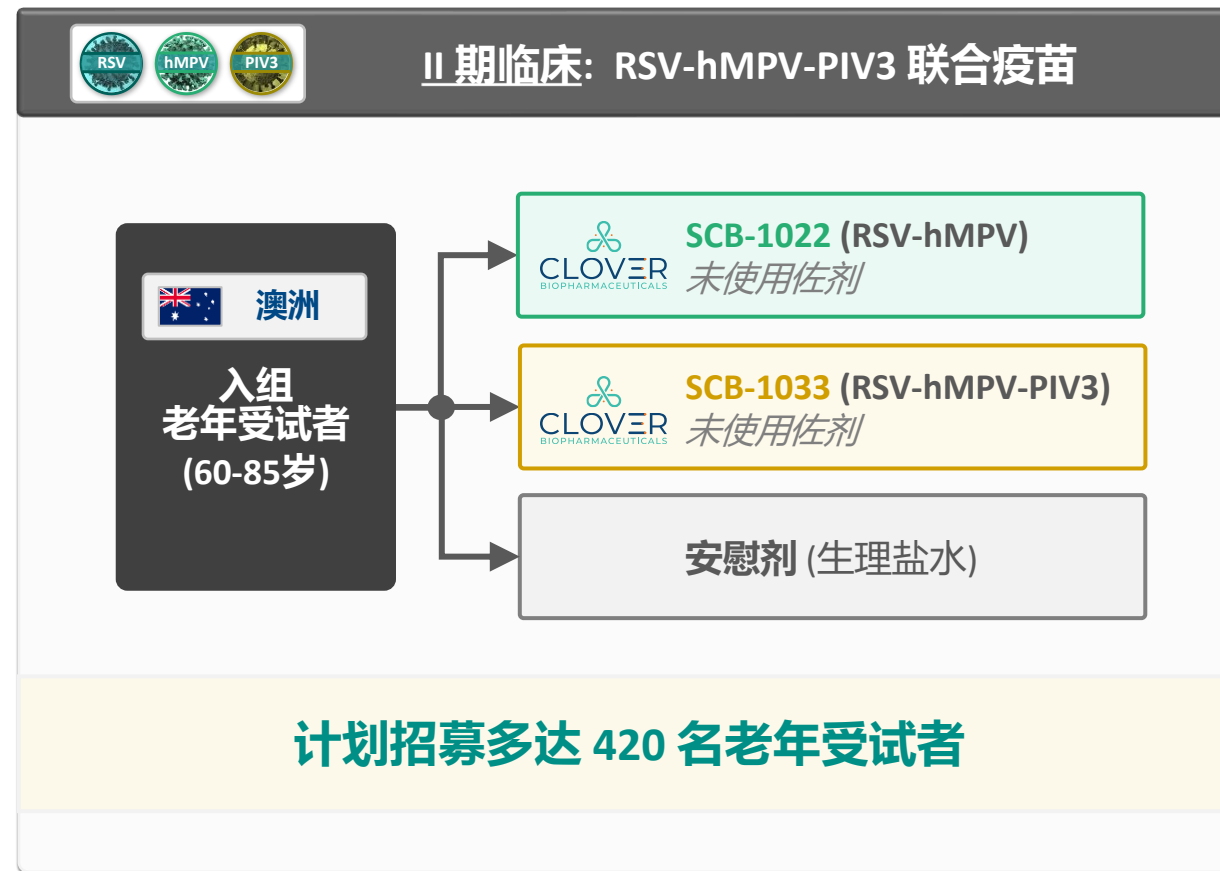 RSV hMPV PIV3
II 期临床: RSV-hMPV-PIV3 联合疫苗
澳洲
入组
老年受试者
(60-85岁)
CLOVER
BIOPHARMACEUTICALS
SCB-1022 (RSV-hMPV)
未使用佐剂
CLOVER
BIOPHARMACEUTICALS
SCB-1033 (RSV-hMPV-PIV3)
未使用佐剂
安慰剂 (生理盐水)
计划招募多达 420 名老年受试者